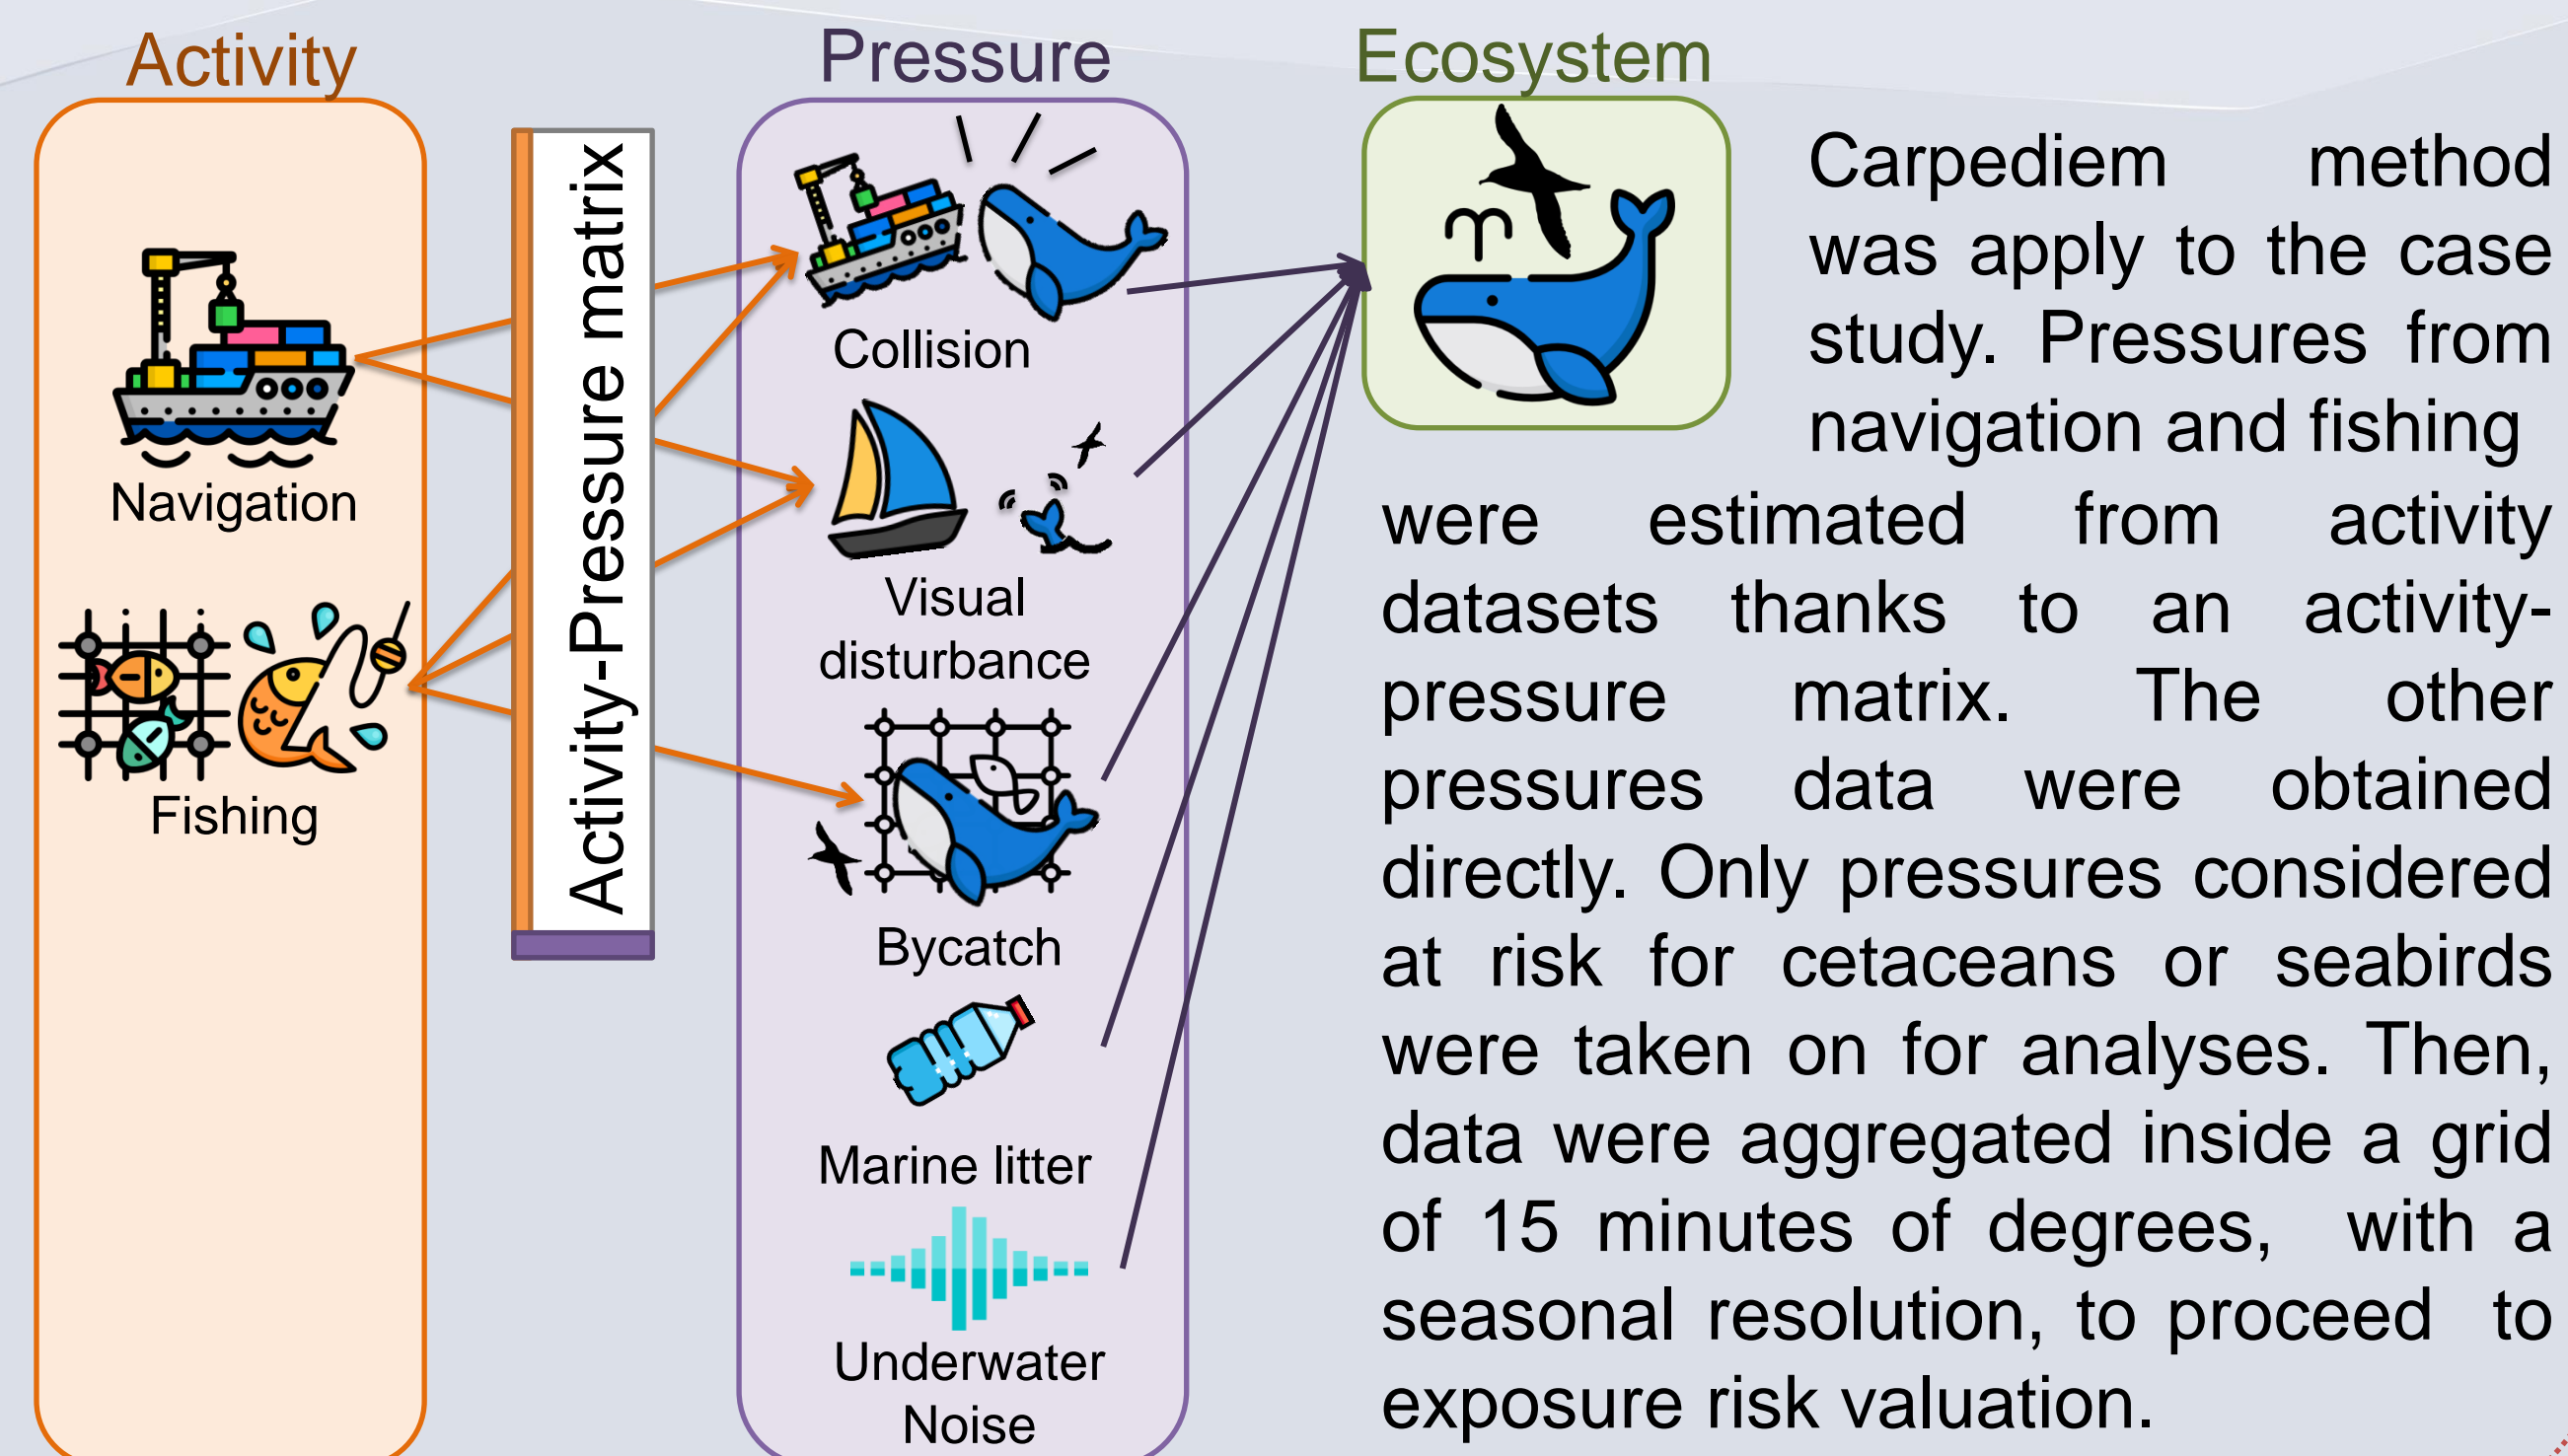 Activity
Pressure
Ecosystem
Navigation
Fishing
Activity-Pressure matrix
Collision
Visual
disturbance
Bycatch
Marine litter
Underwater
Noise
Carpediem method
was apply to the case
study. Pressures from
navigation and fishing
were estimated from activity
datasets thanks to an activity-
pressure matrix. The other
pressures data were obtained
directly. Only pressures considered
at risk for cetaceans or seabirds
were taken on for analyses. Then,
data were aggregated inside a grid
of 15 minutes of degrees, with a
seasonal resolution, to proceed to
exposure risk valuation.